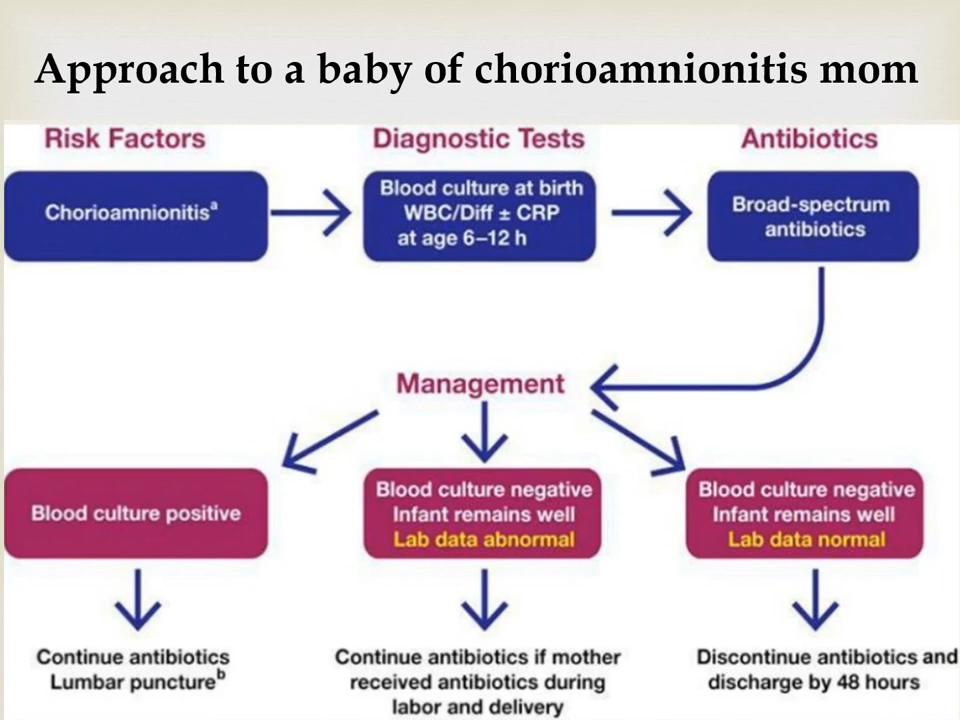 Approach to a baby of chorioamnionitis mom
Risk Factors
Diagnostic Tests
Antibiotics
Chorioamnionitisᵃ
Blood culture at birth
WBC/Diff ± CRP
at age 6–12 h
Broad-spectrum
antibiotics
Management
Blood culture positive
Blood culture negative
Infant remains well
Lab data abnormal
Blood culture negative
Infant remains well
Lab data normal
Continue antibiotics
Lumbar punctureᵇ
Continue antibiotics if mother
received antibiotics during
labor and delivery
Discontinue antibiotics and
discharge by 48 hours